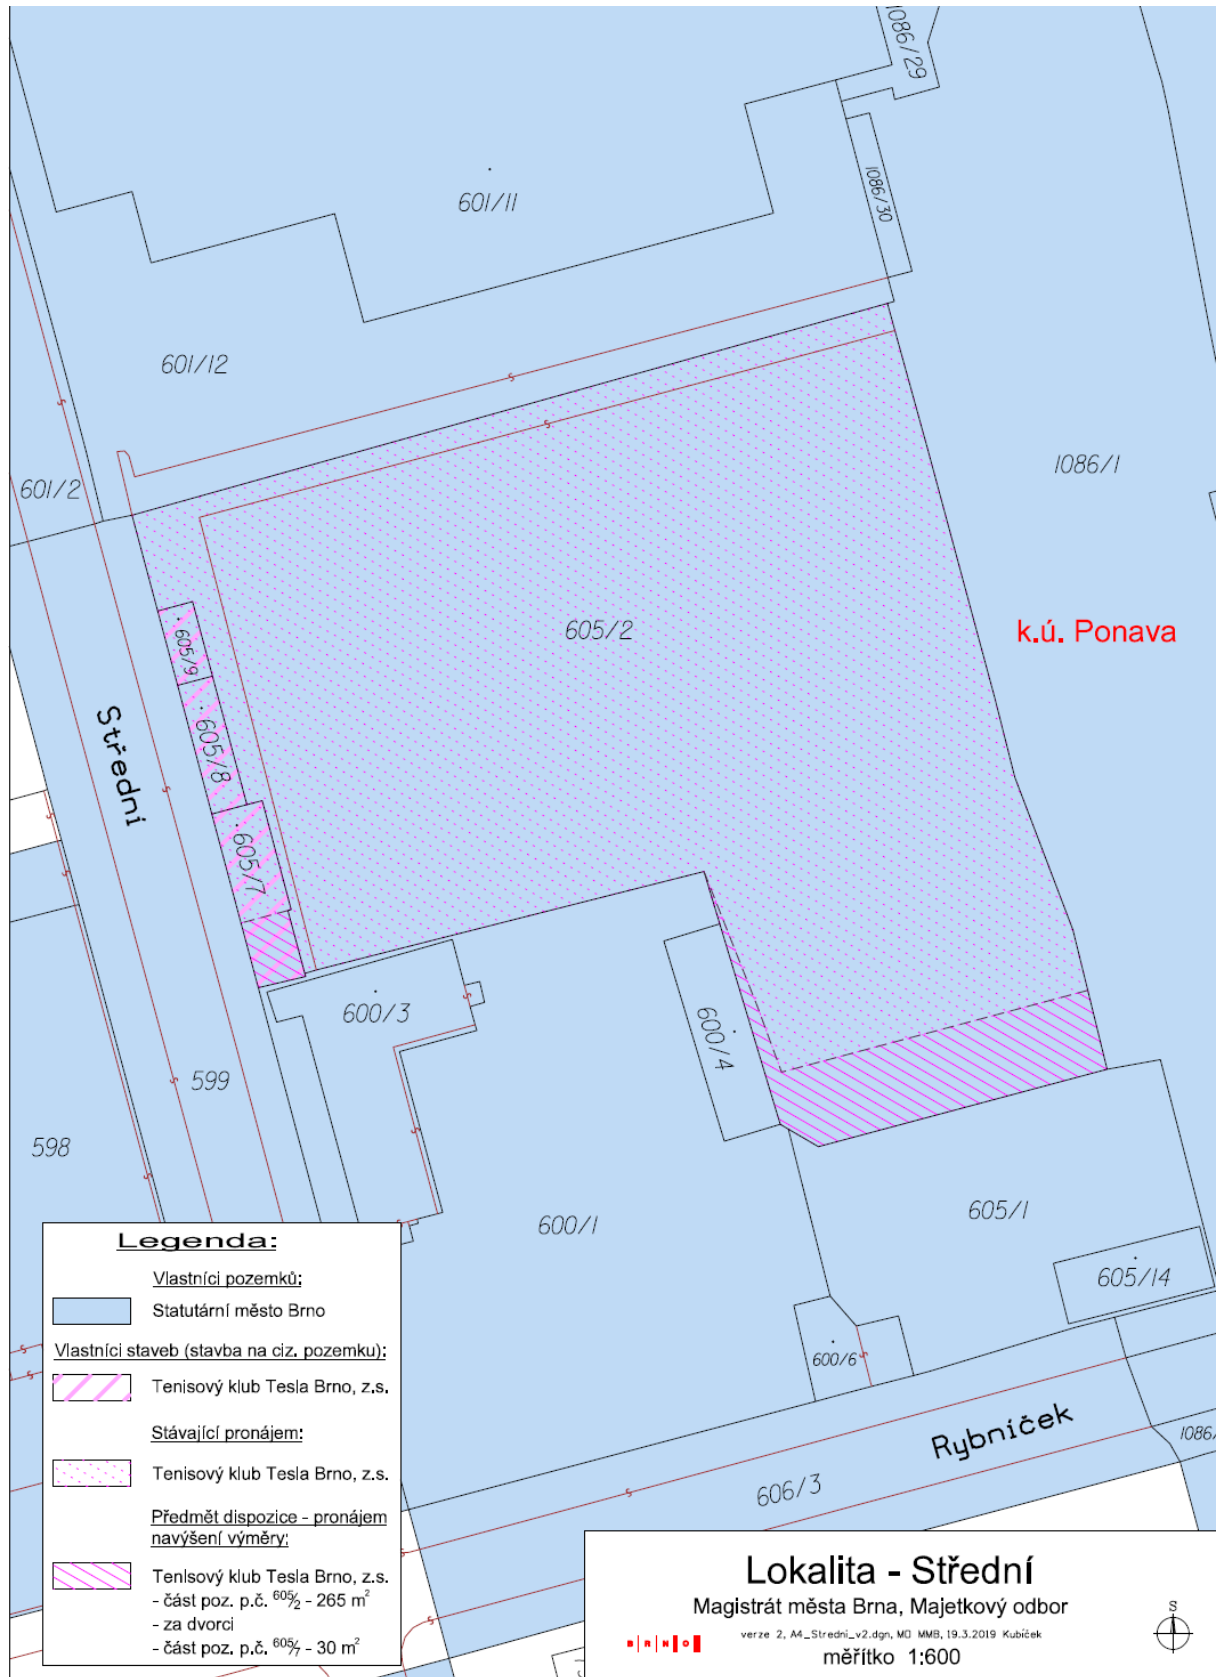 1086/29
601/11
1086/30
601/12
601/2
1086/1
605/2
k.ú. Ponava
605/9
605/8
Střední
605/7
600/3
600/4
599
598
600/1
605/1
605/14
600/6
Rybníček
1086/
606/3
Legenda:
Vlastníci pozemků:
Statutární město Brno
Vlastníci staveb (stavba na ciz. pozemku):
Tenisový klub Tesla Brno, z.s.
Stávající pronájem:
Tenisový klub Tesla Brno, z.s.
Předmět dispozice - pronájem
navýšení výměry:
Tenisový klub Tesla Brno, z.s.
- část poz. p.č. 605/2 - 265 m²
- za dvorci
- část poz. p.č. 605/7 - 30 m²
Lokalita - Střední
Magistrát města Brna, Majetkový odbor
verze 2, A4_Stredni_v2.dgn, MO MMB, 19.3.2019 Kubíček
BRNO
měřítko 1:600
S